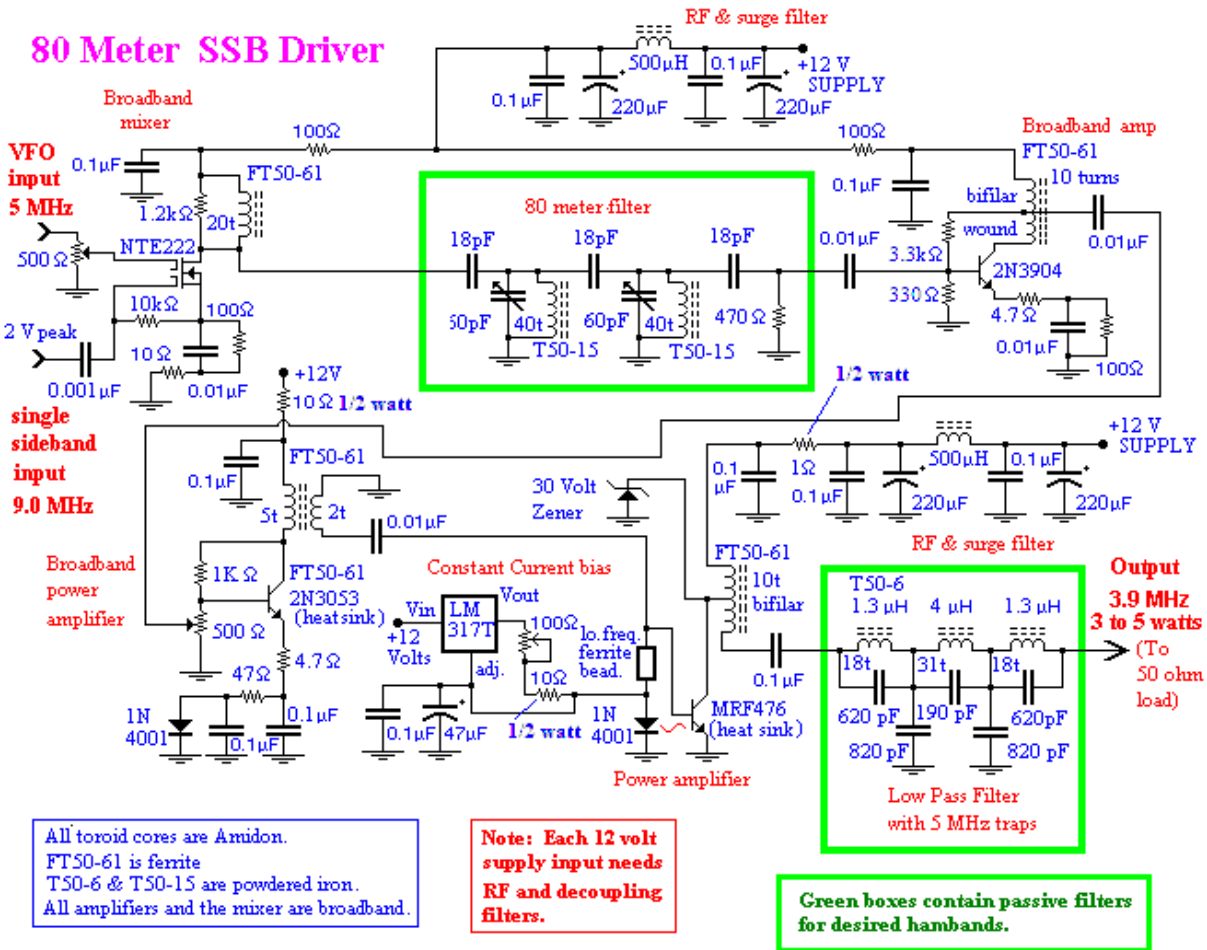 80 Meter SSB Driver
RF & surge filter
500µH
0.1µF
+12 V
SUPPLY
0.1µF
220µF
220µF
Broadband
mixer
100Ω
100Ω
Broadband amp
FT50-61
10 turns
VFO
input
5 MHz
0.1µF
FT50-61
1.2kΩ
20t
80 meter filter
0.1µF
bifilar
wound
0.01µF
NTE222
500 Ω
18pF
18pF
18pF
0.01µF
3.3kΩ
2N3904
10kΩ
100Ω
60pF
40t
60pF
40t
470 Ω
330Ω
4.7Ω
2 V peak
T50-15
T50-15
0.01µF
100Ω
10Ω
0.001µF
0.01µF
+12V
1/2 watt
10Ω
1/2 watt
single
sideband
input
9.0 MHz
+12 V
SUPPLY
FT50-61
0.1µF
0.1
µF
1Ω
0.1µF
500µH
0.1µF
220µF
220µF
30 Volt
Zener
5t
2t
0.01µF
RF & surge filter
Broadband
power
amplifier
1K Ω
FT50-61
2N3053
(heat sink)
Constant Current bias
FT50-61
10t
bifilar
Output
3.9 MHz
3 to 5 watts
(To
50 ohm
load)
T50-6
1.3 µH
4 µH
1.3 µH
Vin
LM
317T
Vout
100Ω
+12
Volts
adj.
lo.freq.
ferrite
bead.
500 Ω
4.7Ω
47Ω
10Ω
0.1µF
18t
31t
18t
620 pF
190 pF
620pF
1N
4001
0.1µF
0.1µF
0.1µF
47µF
1/2 watt
1N
4001
MRF476
(heat sink)
820 pF
820 pF
Power amplifier
Low Pass Filter
with 5 MHz traps
All toroid cores are Amidon.
FT50-61 is ferrite
T50-6 & T50-15 are powdered iron.
All amplifiers and the mixer are broadband.
Note: Each 12 volt
supply input needs
RF and decoupling
filters.
Green boxes contain passive filters
for desired hambands.